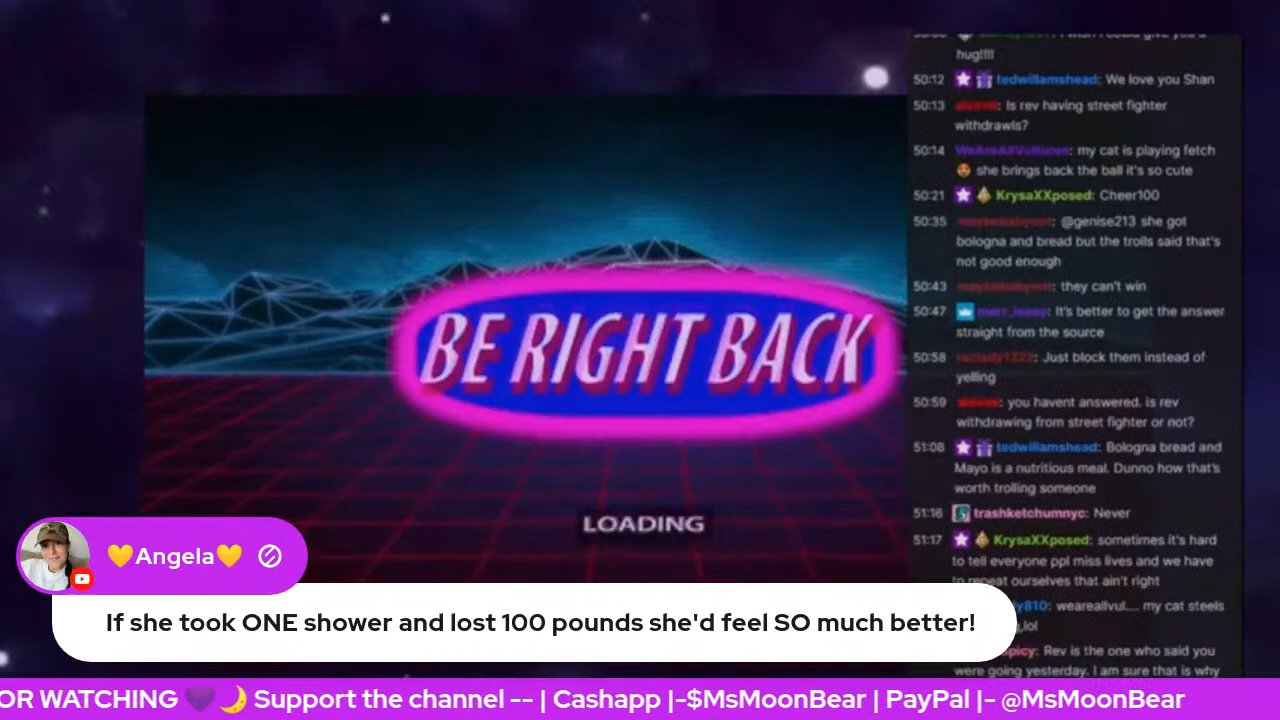 hug!!!!
50:12 tedwillamshead: We love you Shan
50:13 : Is rev having street fighter
withdrawls?
50:14 WeAreAllVultures: my cat is playing fetch
😍 she brings back the ball it's so cute
50:21 KrysaXXposed: Cheer100
50:35 : @genise213 she got
bologna and bread but the trolls said that's
not good enough
50:43 : they can't win
50:47 : It's better to get the answer
straight from the source
50:58 : Just block them instead of
yelling
50:59 : you havent answered. is rev
withdrawing from street fighter or not?
51:08 tedwillamshead: Bologna bread and
Mayo is a nutritious meal. Dunno how that's
worth trolling someone
51:16 trashketchumnyc: Never
51:17 KrysaXXposed: sometimes it's hard
to tell everyone ppl miss lives and we have
to repeat ourselves that ain't right
y810: weareallvul.... my cat steels
,lol
picy: Rev is the one who said you
were going yesterday. I am sure that is why
BE RIGHT BACK
LOADING
💛Angela💛
If she took ONE shower and lost 100 pounds she'd feel SO much better!
OR WATCHING 💜🌙 Support the channel -- | Cashapp |-$MsMoonBear | PayPal |- @MsMoonBear